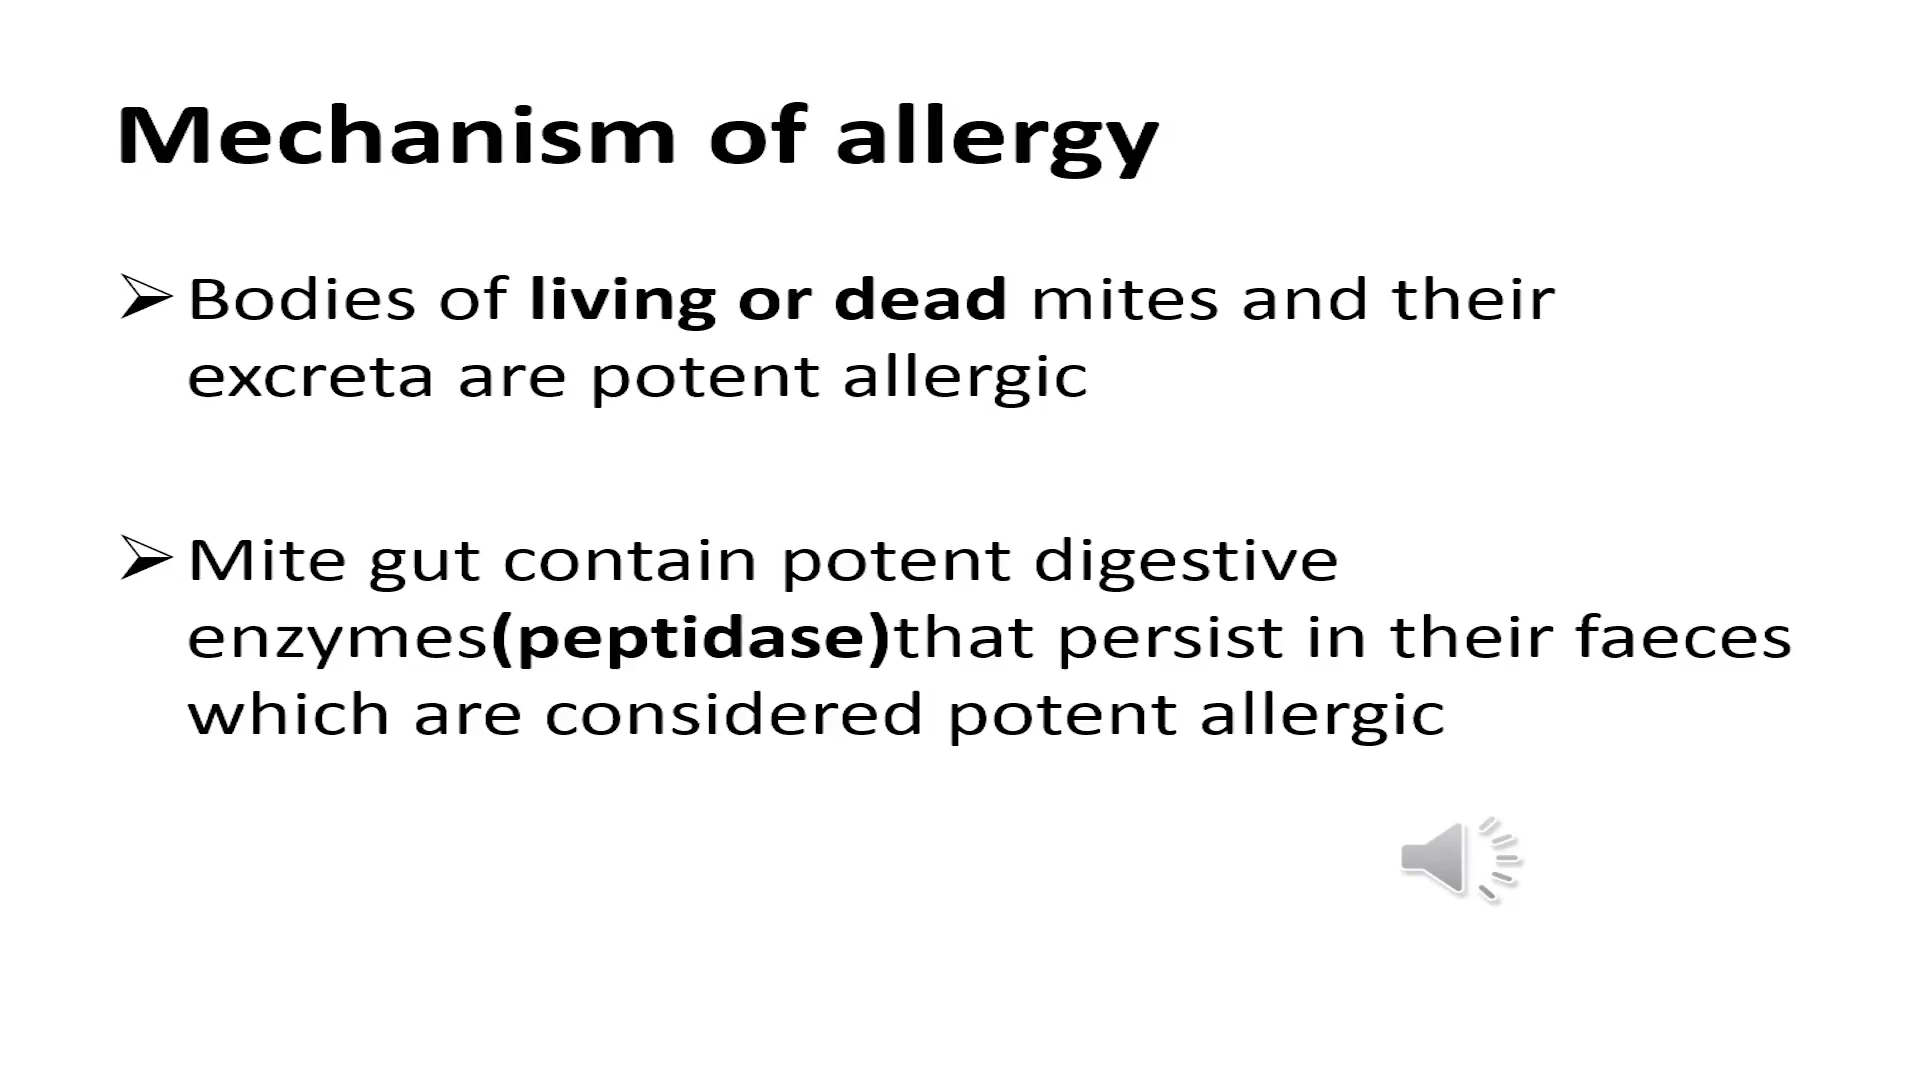 Mechanism of allergy
Bodies of living or dead mites and their
excreta are potent allergic
Mite gut contain potent digestive
enzymes(peptidase)that persist in their faeces
which are considered potent allergic